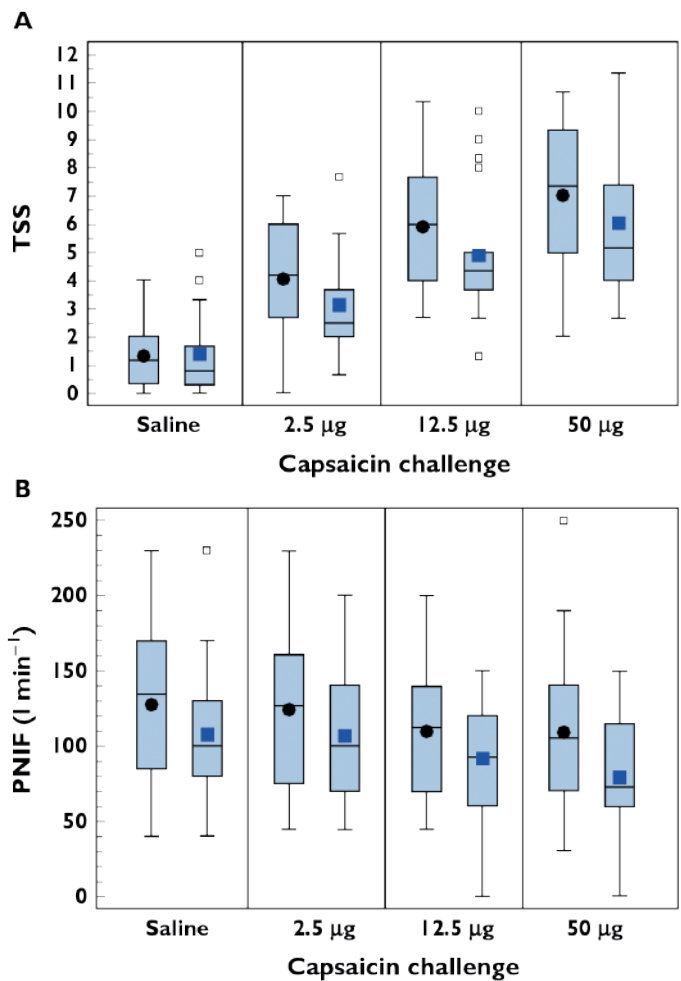 A
TSS
12
11
10
9
8
7
6
5
4
3
2
1
0
Saline 2.5 μg 12.5 μg 50 μg
Capsaicin challenge
B
PNIF (l min−1)
250
200
150
100
50
0
Saline 2.5 μg 12.5 μg 50 μg
Capsaicin challenge